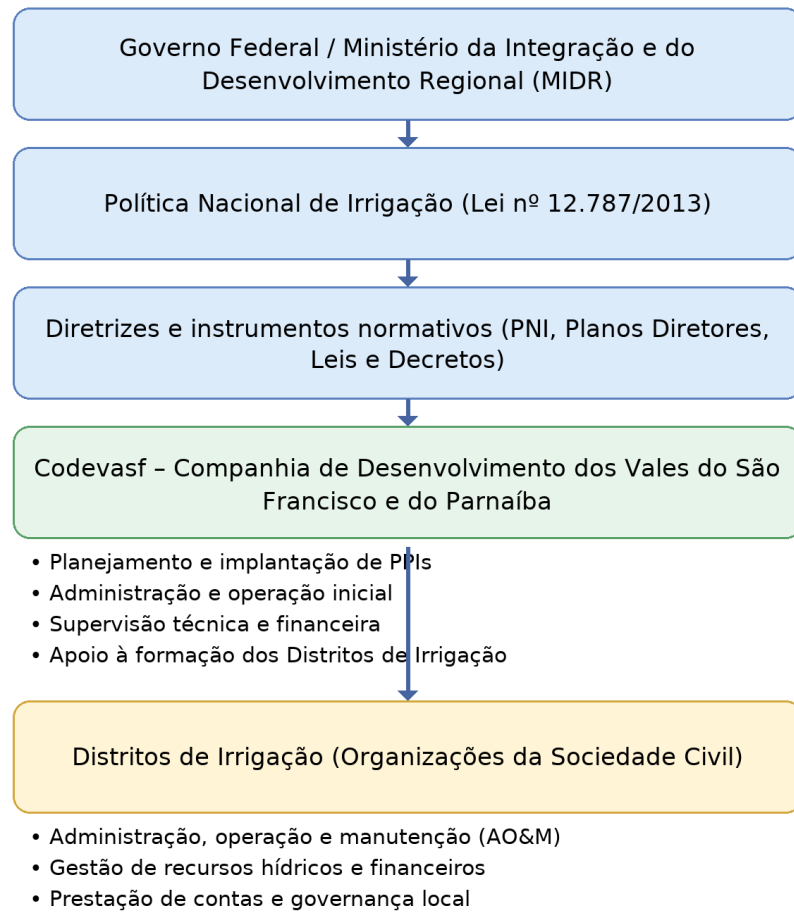 Governo Federal / Ministério da Integração e do
Desenvolvimento Regional (MIDR)
Política Nacional de Irrigação (Lei nº 12.787/2013)
Diretrizes e instrumentos normativos (PNI, Planos Diretores,
Leis e Decretos)
Codevasf – Companhia de Desenvolvimento dos Vales do São
Francisco e do Parnaíba
• Planejamento e implantação de PPIs
• Administração e operação inicial
• Supervisão técnica e financeira
• Apoio à formação dos Distritos de Irrigação
Distritos de Irrigação (Organizações da Sociedade Civil)
• Administração, operação e manutenção (AO&M)
• Gestão de recursos hídricos e financeiros
• Prestação de contas e governança local